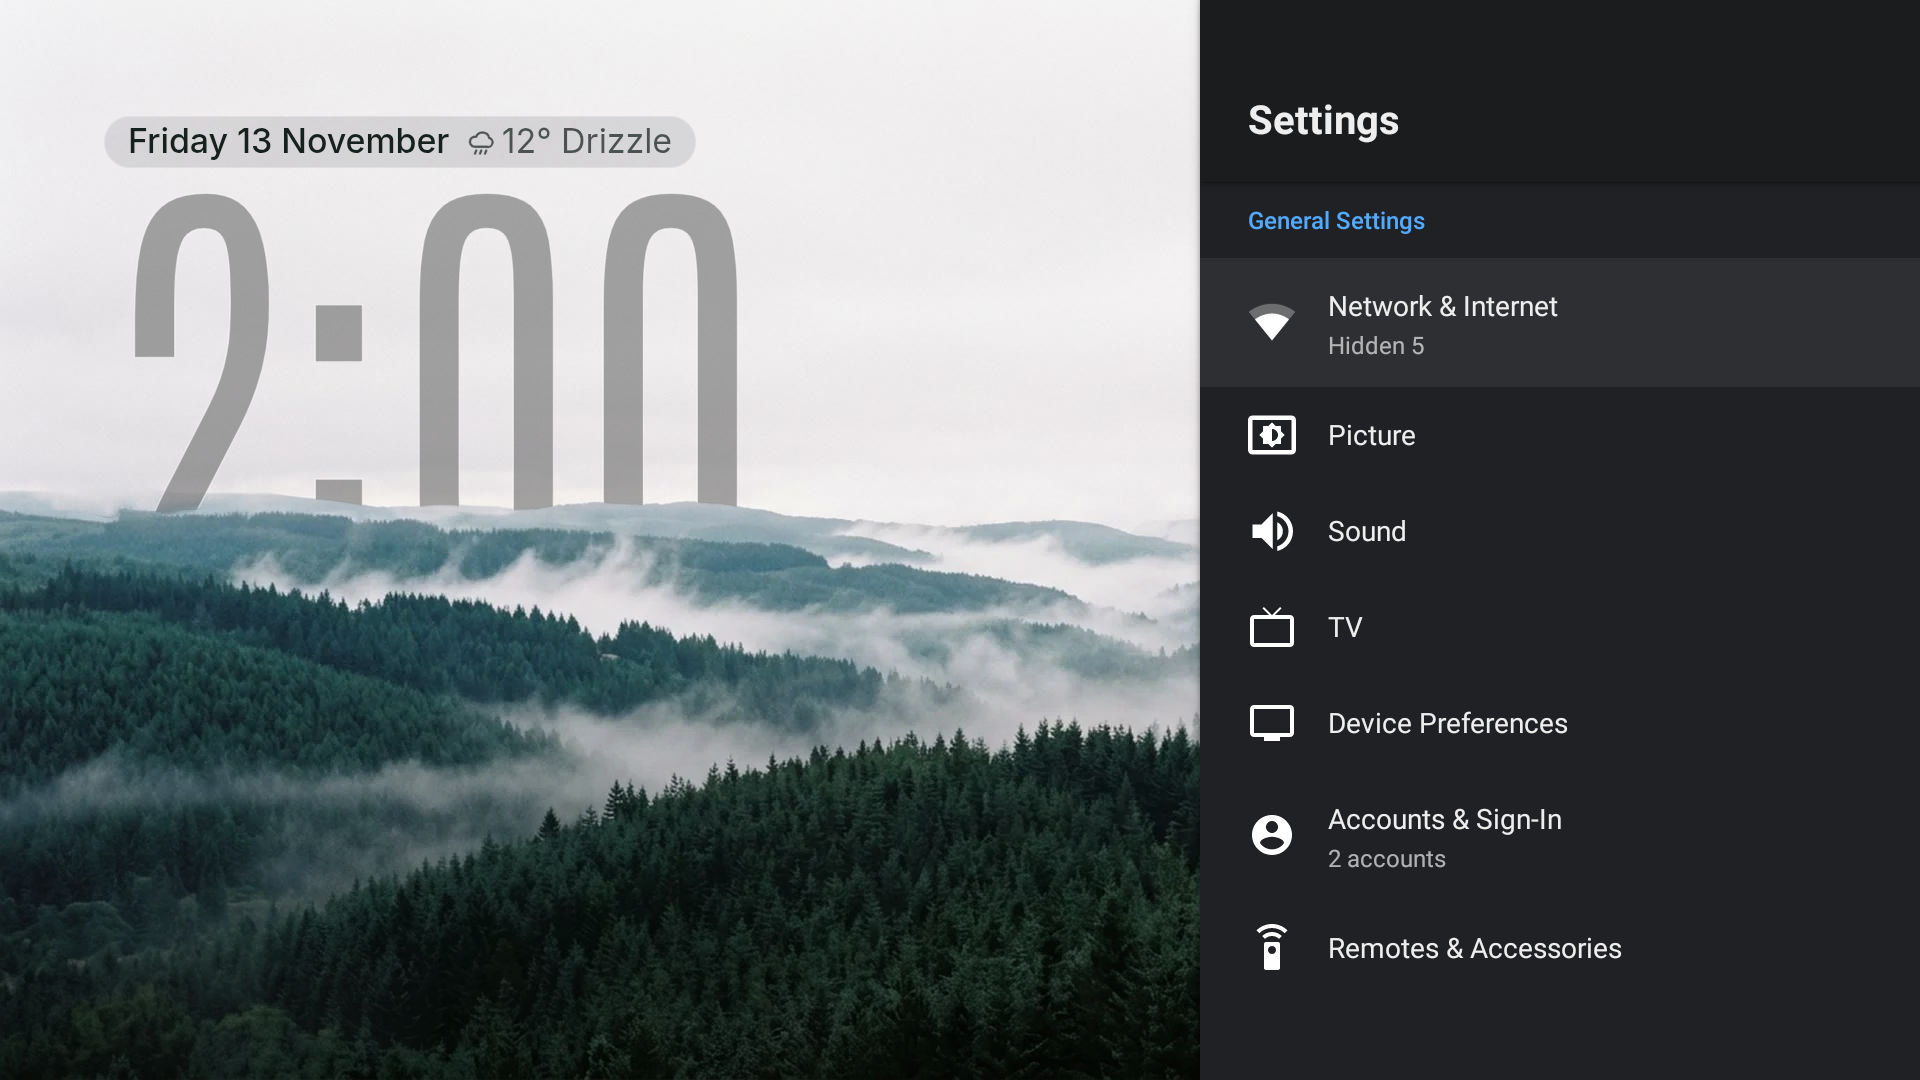 Friday 13 November 12° Drizzle
2:00
Settings
General Settings
Network & Internet
Hidden 5
Picture
Sound
TV
Device Preferences
Accounts & Sign-In
2 accounts
Remotes & Accessories